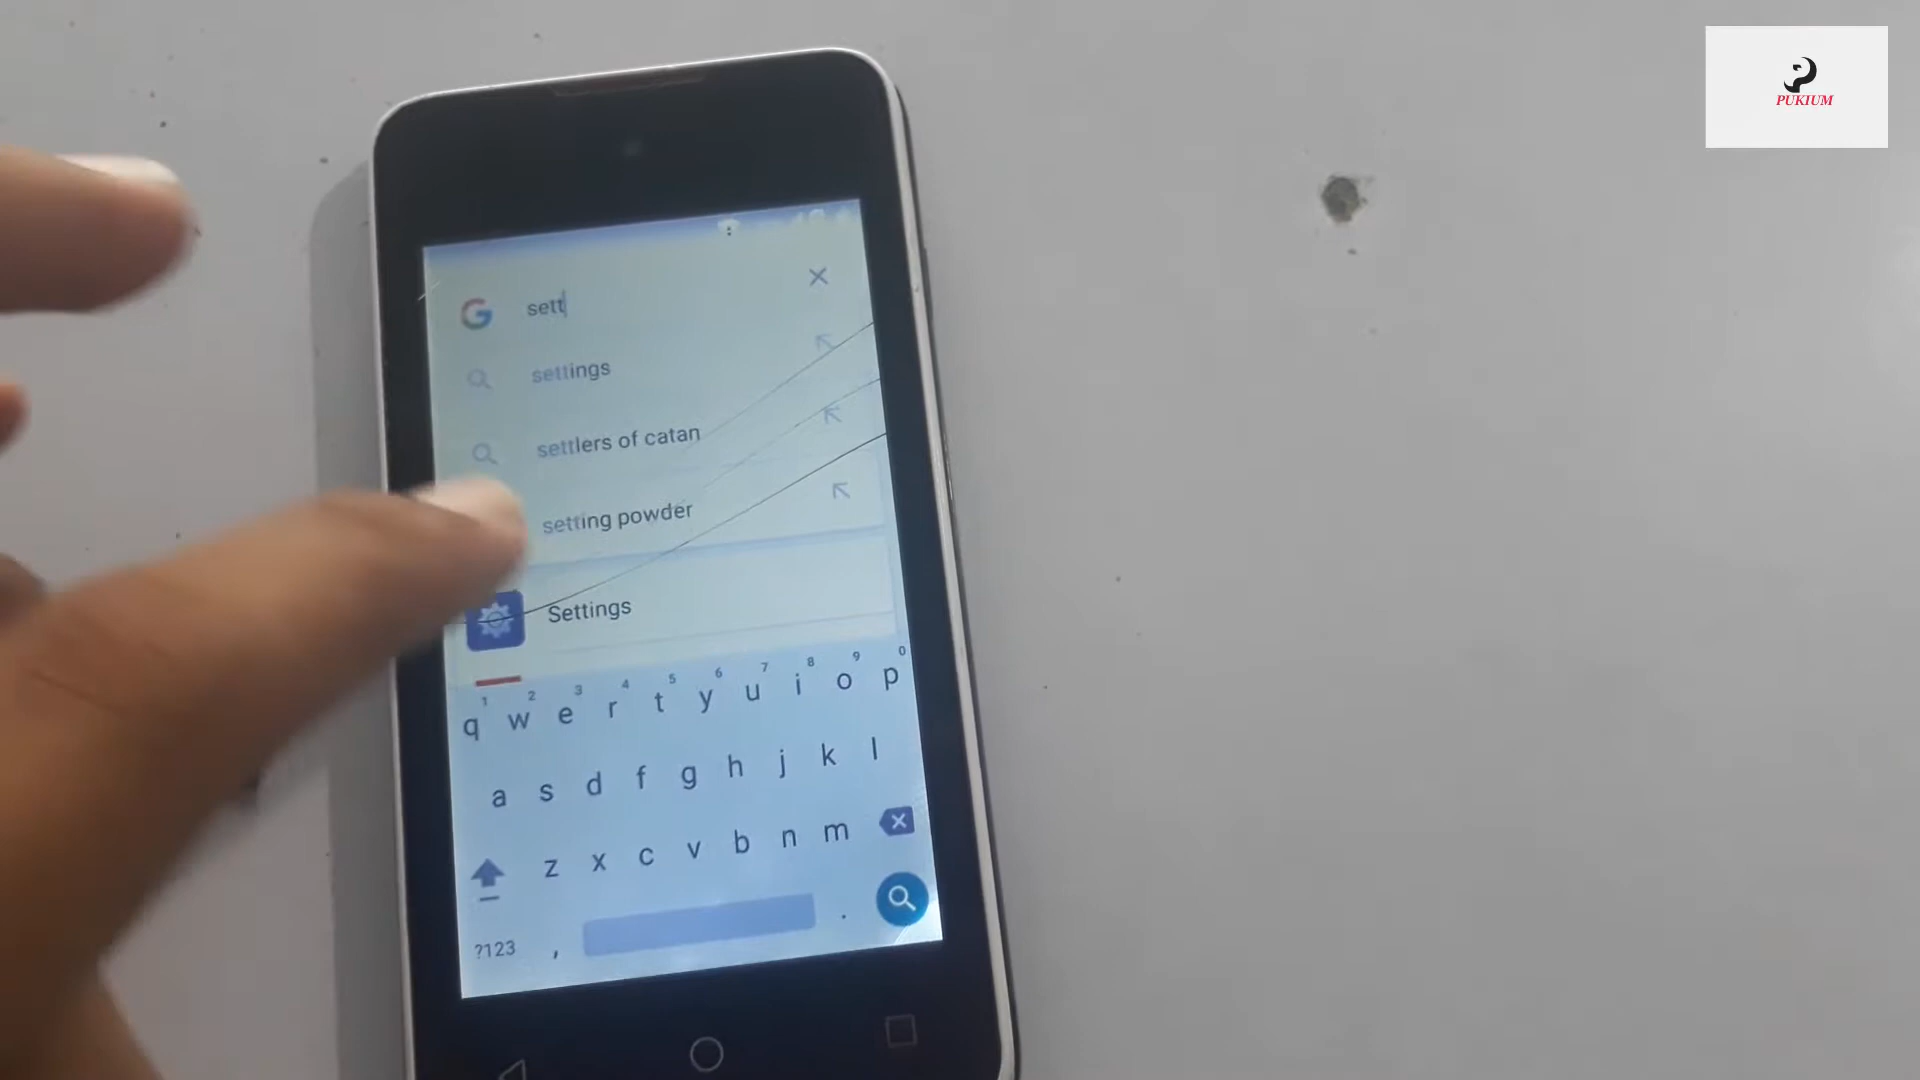 PUKIUM
sett
settings
settlers of catan
setting powder
Settings
1 2 3 4 5 6 7 8 9 0
q w e r t y u i o p
a s d f g h j k l
z x c v b n m
?123 , .